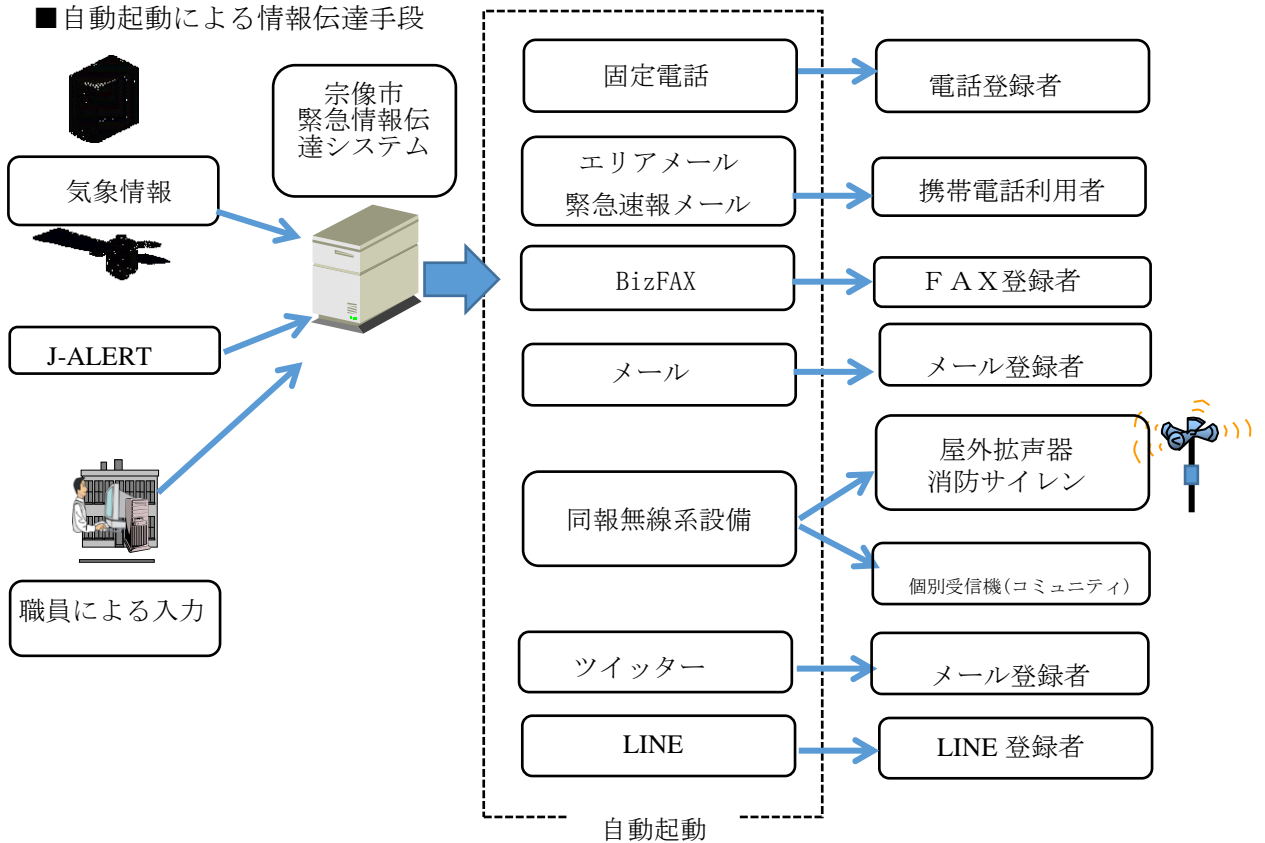 ■自動起動による情報伝達手段
宗像市
緊急情報伝
達システム
気象情報
J-ALERT
職員による入力
固定電話
電話登録者
エリアメール
緊急速報メール
携帯電話利用者
BizFAX
ＦＡＸ登録者
メール
メール登録者
同報無線系設備
屋外拡声器
消防サイレン
個別受信機(コミュニティ)
ツイッター
メール登録者
LINE
LINE 登録者
自動起動